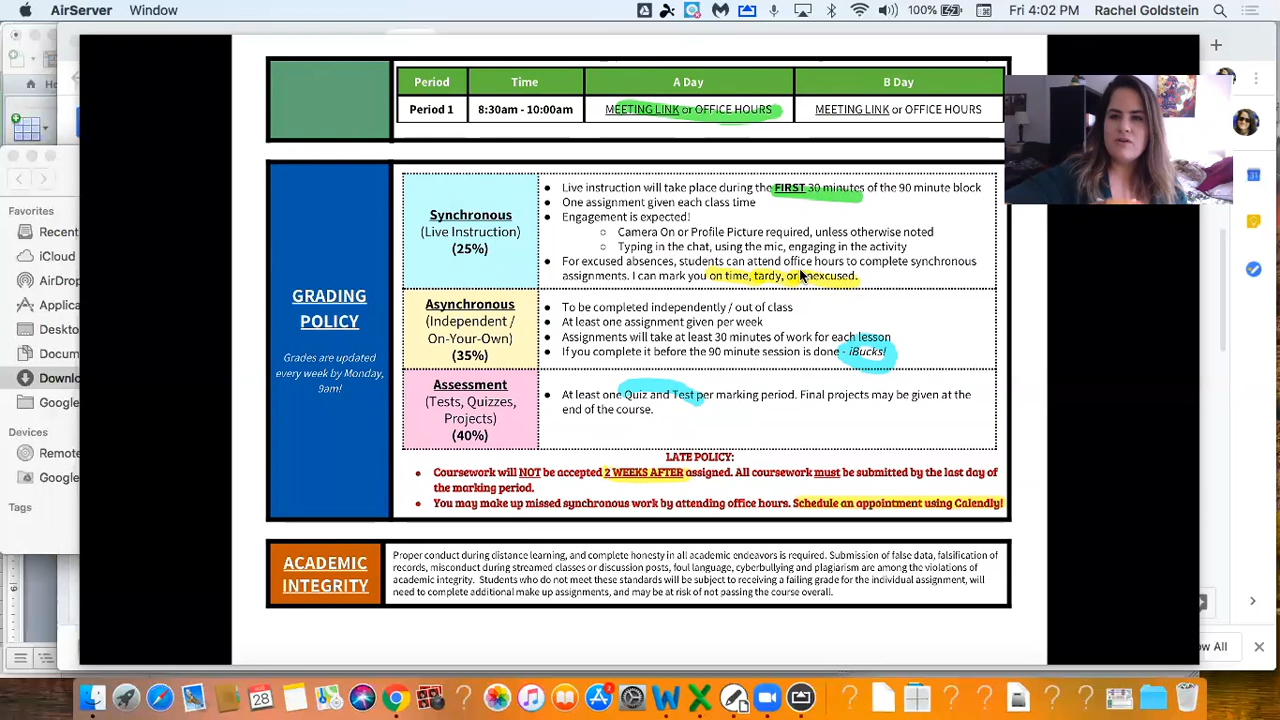 AirServer Window 100% Fri 4:02 PM Rachel Goldstein
Period Time A Day B Day
Period 1 8:30am - 10:00am MEETING LINK or OFFICE HOURS MEETING LINK or OFFICE HOURS
GRADING
POLICY
Grades are updated
every week by Monday,
9am!
Synchronous
(Live Instruction)
(25%)
● Live instruction will take place during the FIRST 30 minutes of the 90 minute block
● One assignment given each class time
● Engagement is expected!
○ Camera On or Profile Picture required, unless otherwise noted
○ Typing in the chat, using the mic, engaging in the activity
● For excused absences, students can attend office hours to complete synchronous
assignments. I can mark you on time, tardy, or unexcused.
Asynchronous
(Independent /
On-Your-Own)
(35%)
● To be completed independently / out of class
● At least one assignment given per week
● Assignments will take at least 30 minutes of work for each lesson
● If you complete it before the 90 minute session is done - iBucks!
Assessment
(Tests, Quizzes,
Projects)
(40%)
● At least one Quiz and Test per marking period. Final projects may be given at the
end of the course.
LATE POLICY:
● Coursework will NOT be accepted 2 WEEKS AFTER assigned. All coursework must be submitted by the last day of
the marking period.
● You may make up missed synchronous work by attending office hours. Schedule an appointment using Calendly!
ACADEMIC
INTEGRITY
Proper conduct during distance learning, and complete honesty in all academic endeavors is required. Submission of false data, falsification of
records, misconduct during streamed classes or discussion posts, foul language, cyberbullying and plagiarism are among the violations of
academic integrity. Students who do not meet these standards will be subject to receiving a failing grade for the individual assignment, will
need to complete additional make up assignments, and may be at risk of not passing the course overall.
Favorites
Recent
iCloud
AirDro
Applica
Deskto
Docum
Downlo
Google
Devices
Remote
Google
Tags
AUG
28